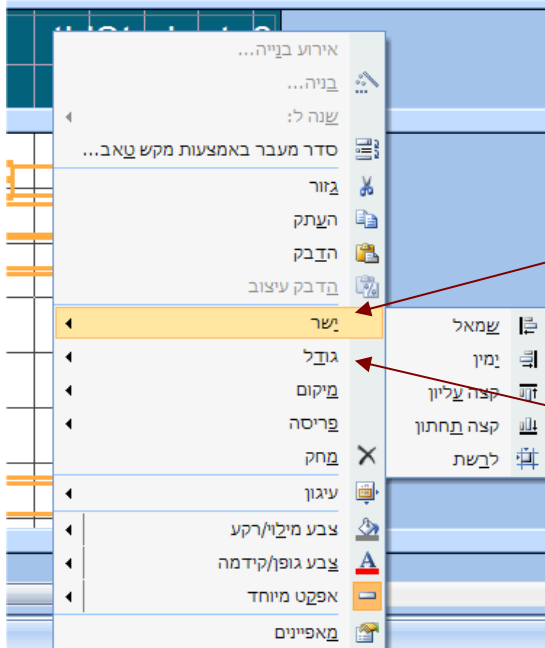 אירוע בנייה...
בניה...
שנה ל:
סדר מעבר באמצעות מקש טאב...
גזור
העתק
הדבק
הדבק עיצוב
ישר
גודל
מיקום
פריסה
מחק
עיגון
צבע מילוי/רקע
צבע גופן/קידמה
אפקט מיוחד
מאפיינים
שמאל
ימין
קצה עליון
קצה תחתון
לרשת